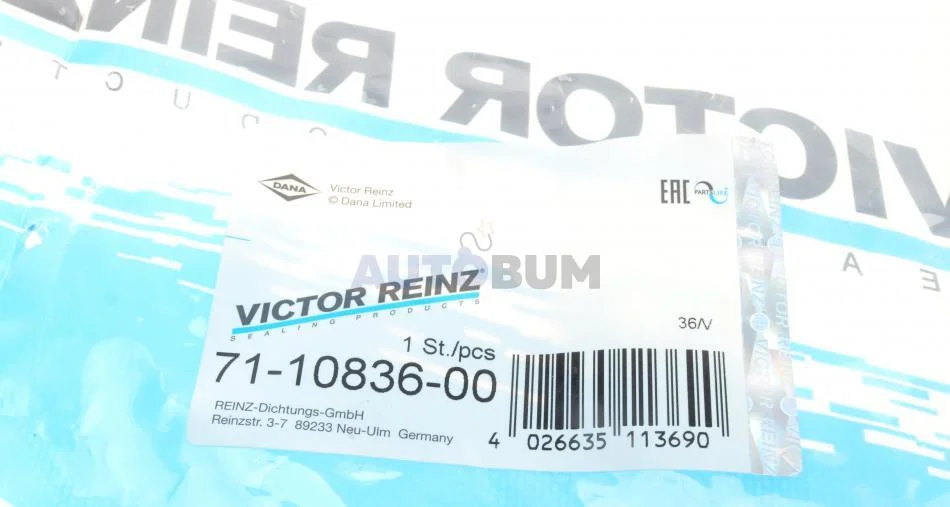 VICTOR REINZ
DANA
Victor Reinz
© Dana Limited
EAC
PARTSLIFE
AUTOBUM
VICTOR REINZ®
SEALING PRODUCTS
36/V
1 St./pcs
71-10836-00
REINZ-Dichtungs-GmbH
Reinzstr. 3-7 89233 Neu-Ulm Germany
4 026635 113690